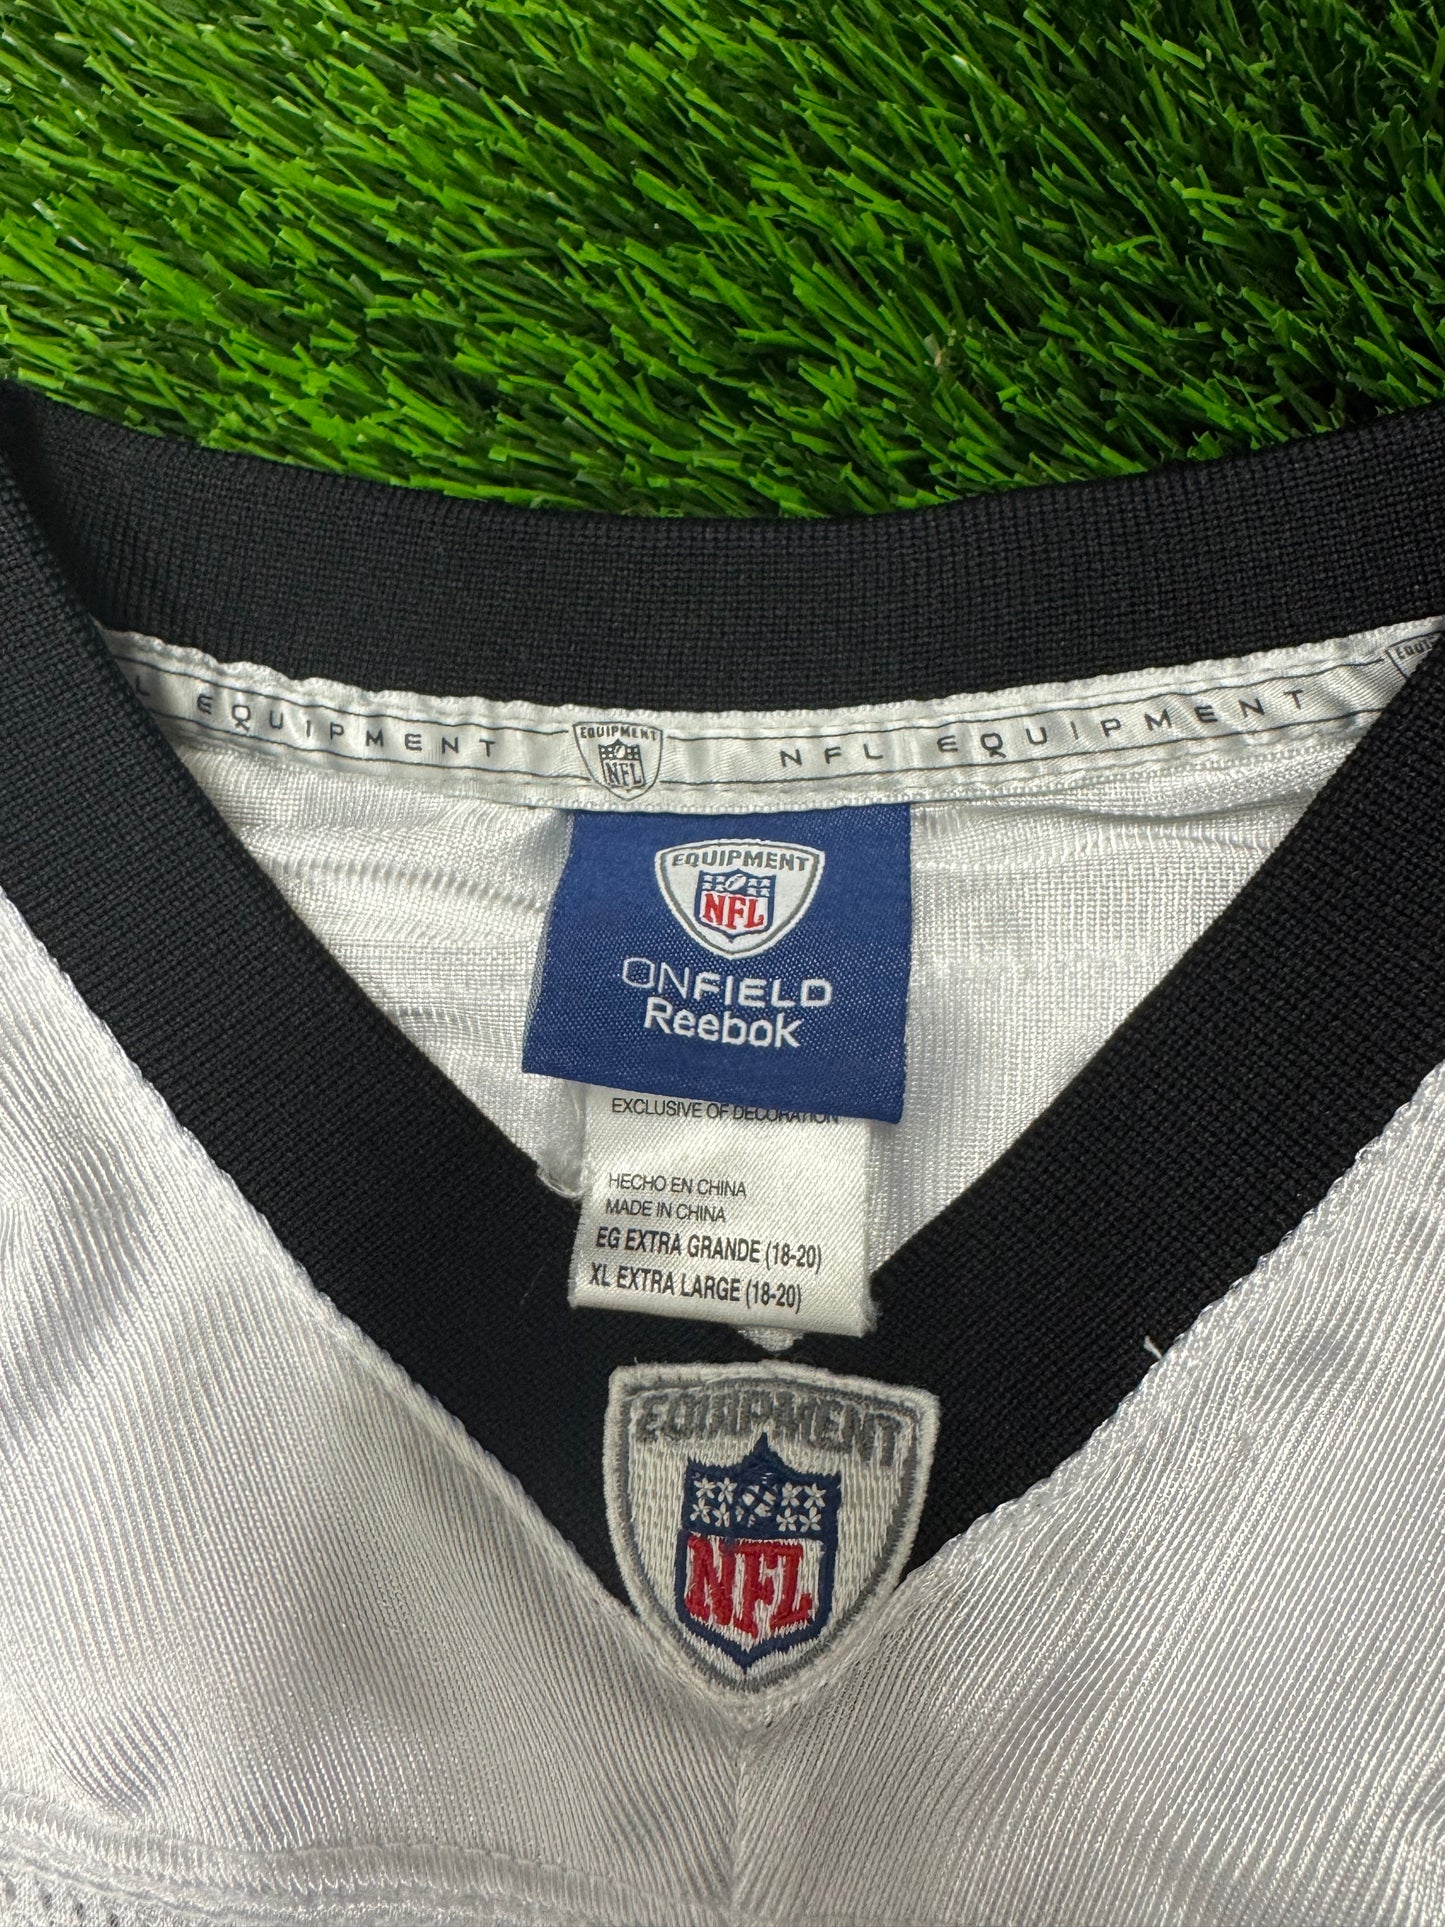 L EQUIPMENT
EQUIPMENT
NFL
NFL EQUIPMENT
EQUIPMENT
NFL
ONFIELD
Reebok
EXCLUSIVE OF DECORATION
HECHO EN CHINA
MADE IN CHINA
EG EXTRA GRANDE (18-20)
XL EXTRA LARGE (18-20)
EQUIPMENT
NFL